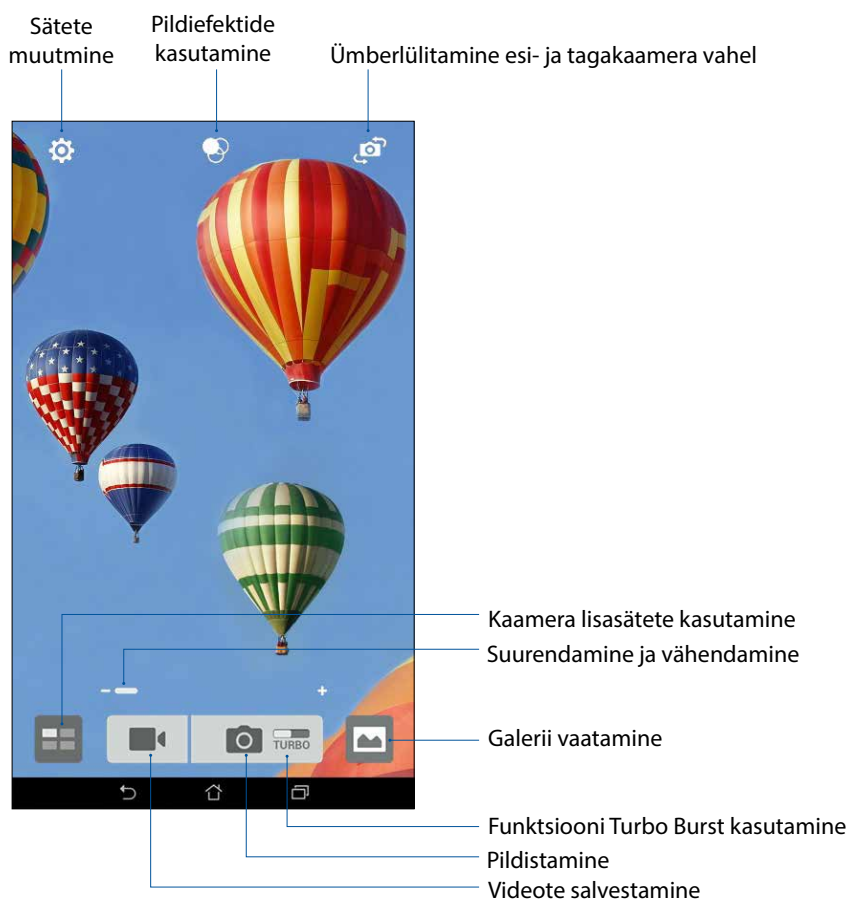 Sätete
muutmine
Pildiefektide
kasutamine
Ümberlülitamine esi- ja tagakaamera vahel
Kaamera lisasätete kasutamine
Suurendamine ja vähendamine
TURBO
Galerii vaatamine
Funktsiooni Turbo Burst kasutamine
Pildistamine
Videote salvestamine